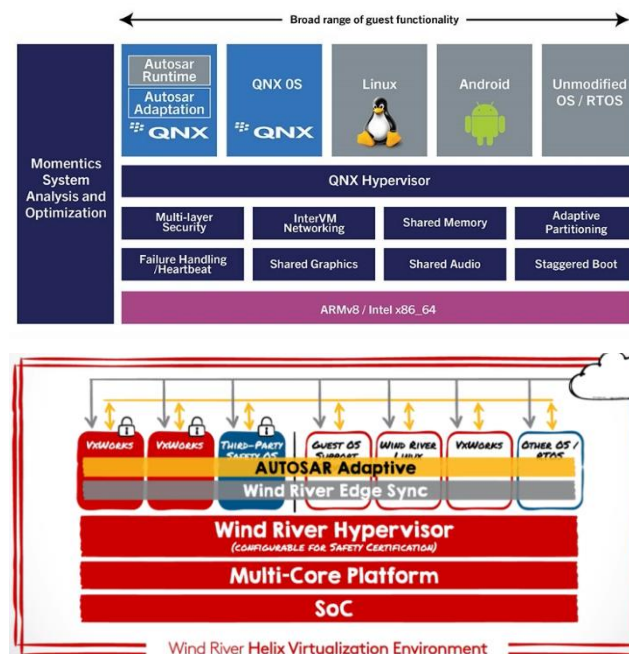 Broad range of guest functionality
Autosar
Runtime
Autosar
Adaptation
QNX
QNX OS
QNX
Linux
Android
Unmodified
OS / RTOS
Momentics
System
Analysis and
Optimization
QNX Hypervisor
Multi-layer
Security
InterVM
Networking
Shared Memory
Adaptive
Partitioning
Failure Handling
/Heartbeat
Shared Graphics
Shared Audio
Staggered Boot
ARMv8 / Intel x86_64
VxWorks
VxWorks
Third-Party
Safety OS
Guest OS
Support
Wind River
Linux
VxWorks
Other OS /
RTOS
AUTOSAR Adaptive
Wind River Edge Sync
Wind River Hypervisor
(configurable for Safety Certification)
Multi-Core Platform
SoC
Wind River Helix Virtualization Environment